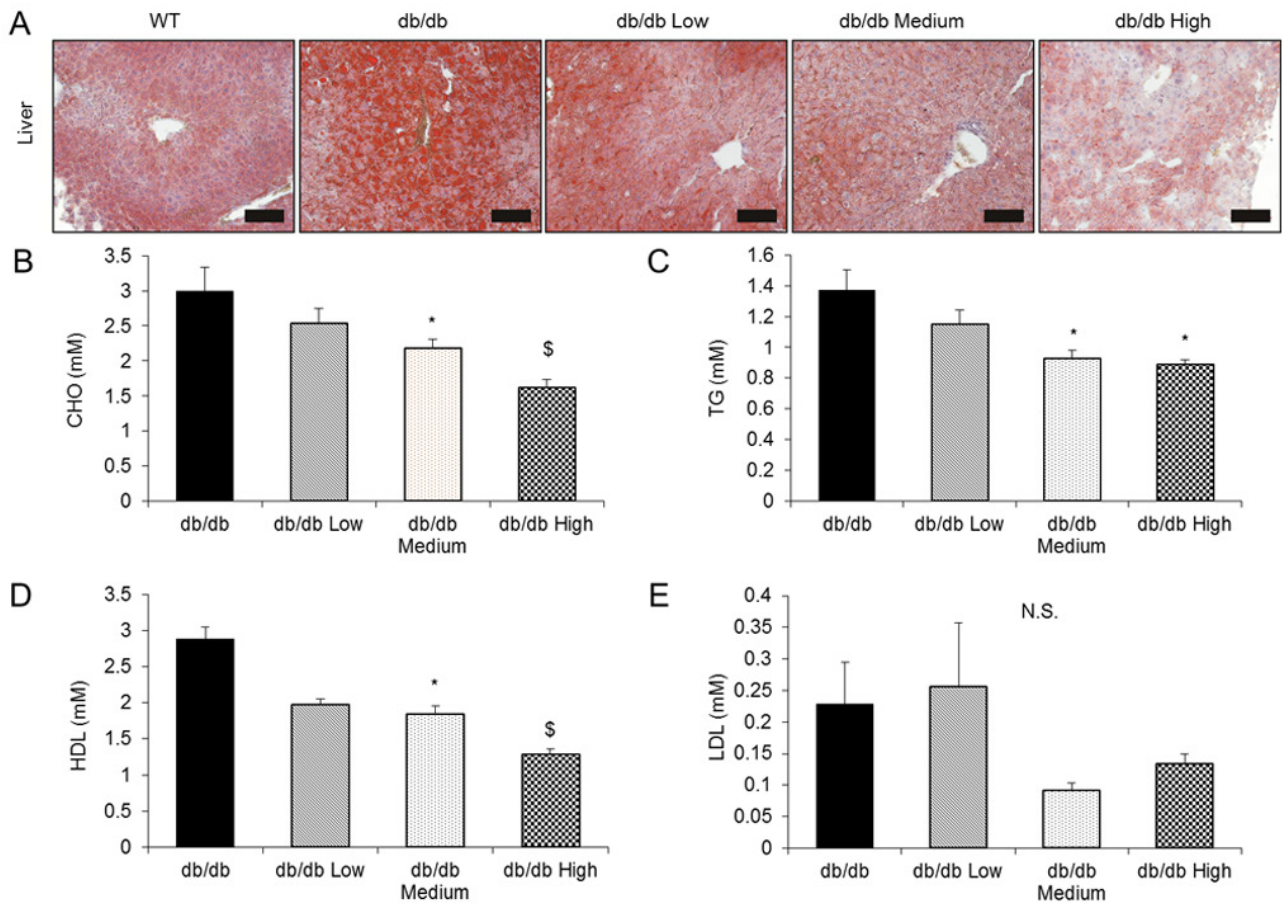 A
WT
db/db
db/db Low
db/db Medium
db/db High
Liver
B
CHO (mM)
3.5
3
2.5
2
1.5
1
0.5
0
*
$
db/db
db/db Low
db/db
Medium
db/db High
C
TG (mM)
1.6
1.4
1.2
1
0.8
0.6
0.4
0.2
0
*
*
db/db
db/db Low
db/db
Medium
db/db High
D
HDL (mM)
3.5
3
2.5
2
1.5
1
0.5
0
*
$
db/db
db/db Low
db/db
Medium
db/db High
E
LDL (mM)
0.4
0.35
0.3
0.25
0.2
0.15
0.1
0.05
0
N.S.
db/db
db/db Low
db/db
Medium
db/db High